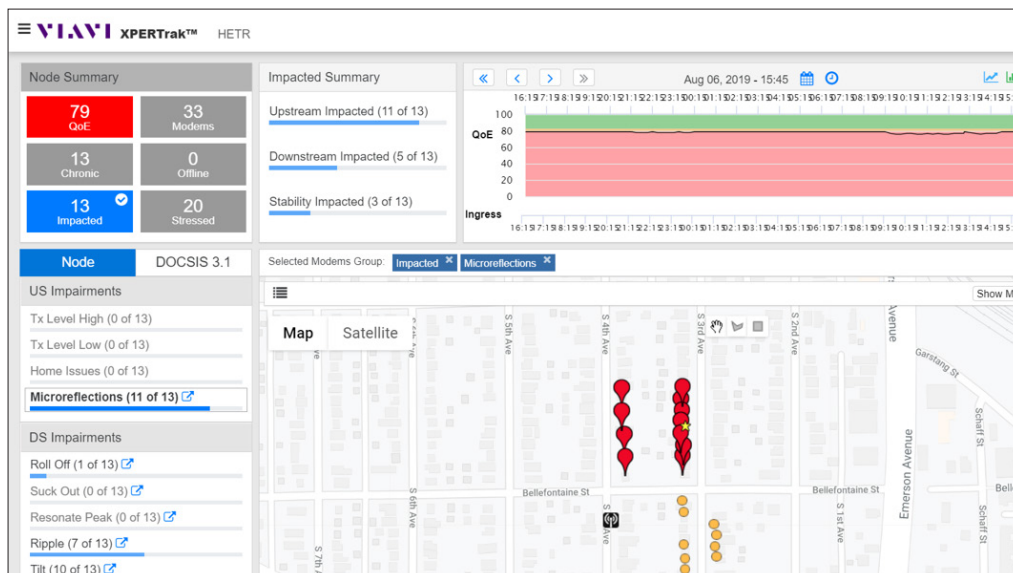 VIAVI XPERTrak™ HETR
Node Summary
79
QoE
33
Modems
13
Chronic
0
Offline
13
Impacted
20
Stressed
Impacted Summary
Upstream Impacted (11 of 13)
Downstream Impacted (5 of 13)
Stability Impacted (3 of 13)
Aug 06, 2019 - 15:45
QoE
100
80
60
40
20
0
Ingress
Node
DOCSIS 3.1
US Impairments
Tx Level High (0 of 13)
Tx Level Low (0 of 13)
Home Issues (0 of 13)
Microreflections (11 of 13)
DS Impairments
Roll Off (1 of 13)
Suck Out (0 of 13)
Resonate Peak (0 of 13)
Ripple (7 of 13)
Tilt (10 of 13)
Selected Modems Group: Impacted × Microreflections ×
Show M
Map
Satellite
S 5th Ave
S 4th Ave
S 3rd Ave
S 2nd Ave
Avenue
Garstang St
Schaff St
Bellefontaine St
Bellefontaine St
Bell
S 6th Ave
S 7th Ave
S 1st Ave
Emerson Avenue
Schaff St